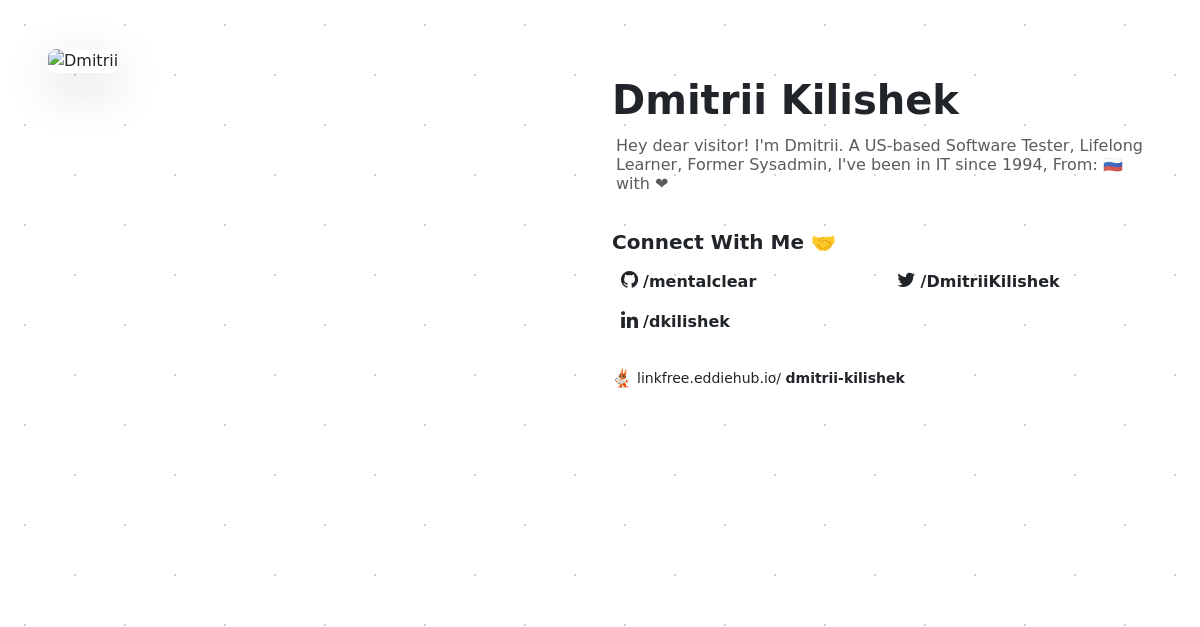 Dmitrii
Dmitrii Kilishek
Hey dear visitor! I'm Dmitrii. A US-based Software Tester, Lifelong
Learner, Former Sysadmin, I've been in IT since 1994, From: 🇷🇺
with ❤
Connect With Me 🤝
/mentalclear
/DmitriiKilishek
/dkilishek
linkfree.eddiehub.io/ dmitrii-kilishek